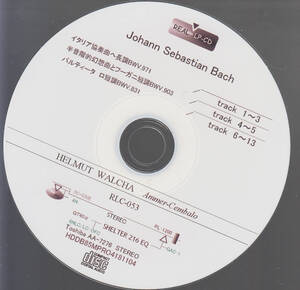 REAL LP-CD
Johann Sebastian Bach
イタリア協奏曲ヘ長調BWV.971
半音階的幻想曲とフーガニ短調BWV.903
パルティータ ロ短調BWV.831
track 1~3
track 4~5
track 6~13
HELMUT WALCHA Ammer-Cembalo
RLC-053
STEREO
SHELTER 216 EQ
PL-1200
Toshiba AA-7276 STEREO
HDDB85MPRO4181104